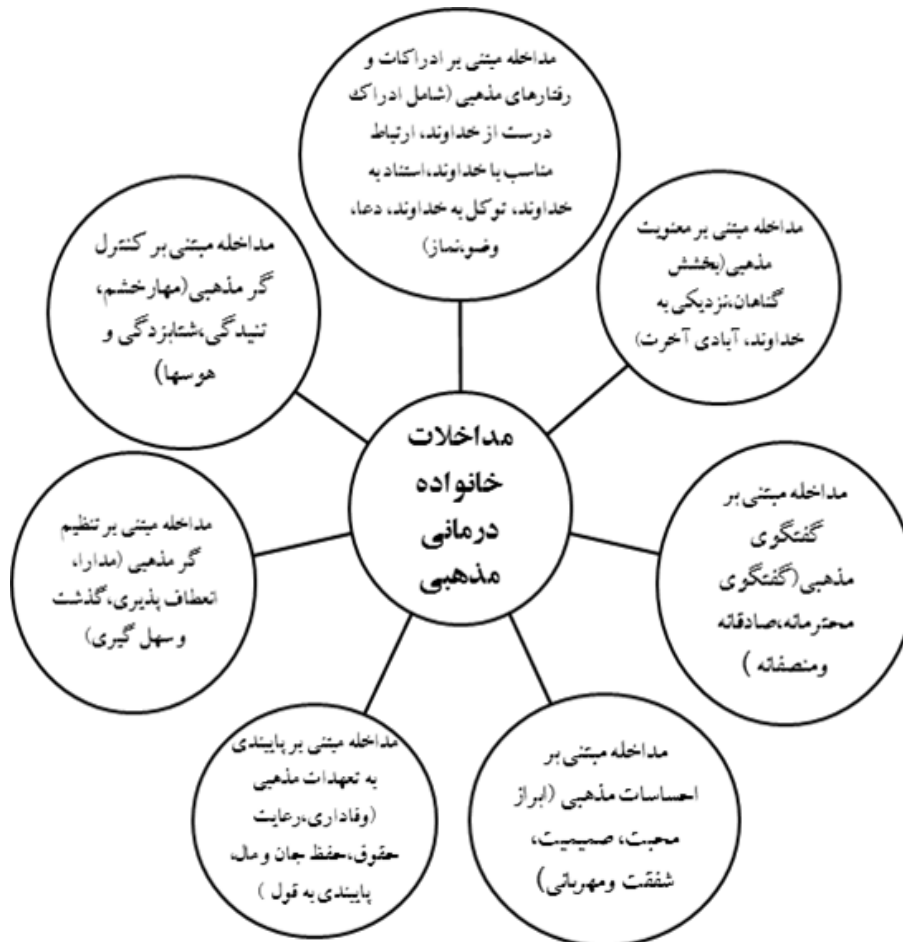 مداخله مبتنی بر ادراکات و
رفتارهای مذهبی (شامل ادراک
درست از خداوند، ارتباط
مناسب با خداوند،استناد به
خداوند، توکل به خداوند، دعا،
وضو،نماز)
مداخله مبتنی بر معنویت
مذهبی(بخشش
گناهان،نزدیکی به
خداوند، آبادی آخرت)
مداخله مبتنی بر کنترل
گر مذهبی(مهارخشم،
تنیدگی،شتابزدگی و
هوسها)
مداخلات
خانواده
درمانی
مذهبی
مداخله مبتنی بر
گفتگوی
مذهبی(گفتگوی
محترمانه،صادقانه
ومنصفانه )
مداخله مبتنی بر تنظیم
گر مذهبی (مدارا،
انعطاف پذیری،گذشت
و سهل گیری)
مداخله مبتنی بر
احساسات مذهبی (ابراز
محبت، صمیمیت،
شفقت ومهربانی)
مداخله مبتنی بر پایبندی
به تعهدات مذهبی
(وفاداری،رعایت
حقوق،حفظ جان و مال،
پایبندی به قول )